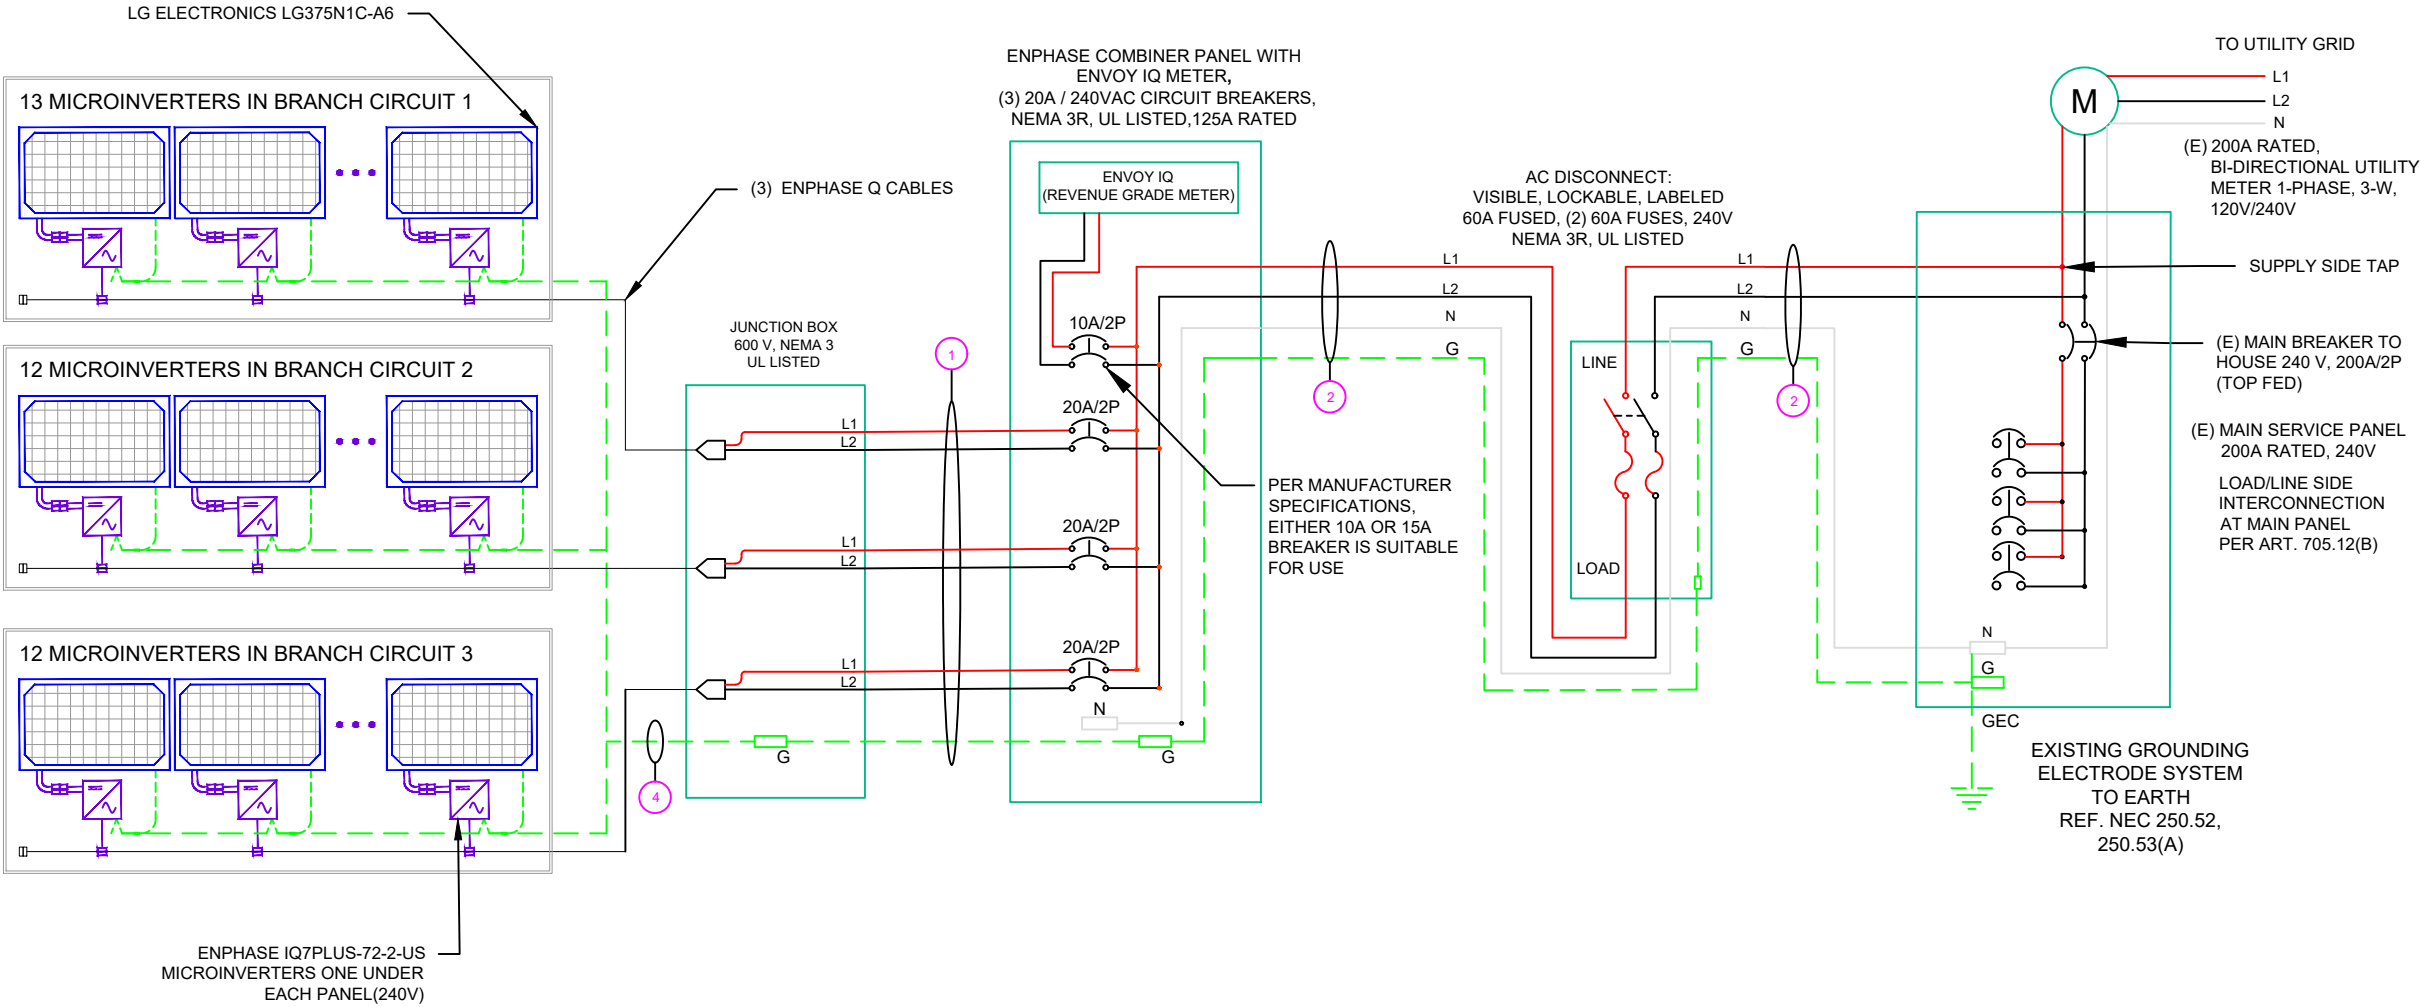 LG ELECTRONICS LG375N1C-A6
13 MICROINVERTERS IN BRANCH CIRCUIT 1
12 MICROINVERTERS IN BRANCH CIRCUIT 2
12 MICROINVERTERS IN BRANCH CIRCUIT 3
ENPHASE IQ7PLUS-72-2-US
MICROINVERTERS ONE UNDER
EACH PANEL(240V)
(3) ENPHASE Q CABLES
JUNCTION BOX
600 V, NEMA 3
UL LISTED
L1
L2
L1
L2
L1
L2
G
4
1
ENPHASE COMBINER PANEL WITH
ENVOY IQ METER,
(3) 20A / 240VAC CIRCUIT BREAKERS,
NEMA 3R, UL LISTED,125A RATED
ENVOY IQ
(REVENUE GRADE METER)
10A/2P
20A/2P
20A/2P
20A/2P
N
G
PER MANUFACTURER
SPECIFICATIONS,
EITHER 10A OR 15A
BREAKER IS SUITABLE
FOR USE
2
L1
L2
N
G
AC DISCONNECT:
VISIBLE, LOCKABLE, LABELED
60A FUSED, (2) 60A FUSES, 240V
NEMA 3R, UL LISTED
LINE
LOAD
L1
L2
N
G
2
TO UTILITY GRID
L1
L2
N
M
(E) 200A RATED,
BI-DIRECTIONAL UTILITY
METER 1-PHASE, 3-W,
120V/240V
SUPPLY SIDE TAP
(E) MAIN BREAKER TO
HOUSE 240 V, 200A/2P
(TOP FED)
(E) MAIN SERVICE PANEL
200A RATED, 240V
LOAD/LINE SIDE
INTERCONNECTION
AT MAIN PANEL
PER ART. 705.12(B)
N
G
GEC
EXISTING GROUNDING
ELECTRODE SYSTEM
TO EARTH
REF. NEC 250.52,
250.53(A)